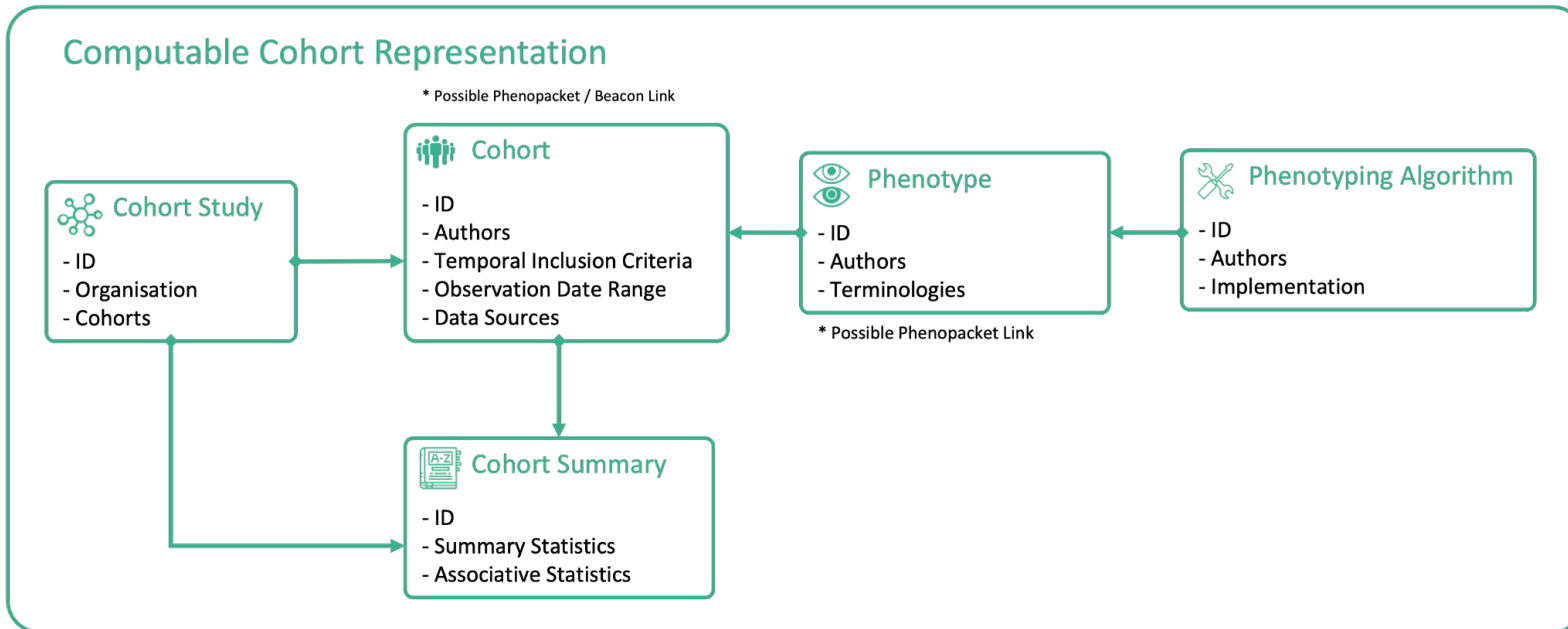 Computable Cohort Representation
* Possible Phenopacket / Beacon Link
Cohort Study
- ID
- Organisation
- Cohorts
Cohort
- ID
- Authors
- Temporal Inclusion Criteria
- Observation Date Range
- Data Sources
Phenotype
- ID
- Authors
- Terminologies
* Possible Phenopacket Link
Phenotyping Algorithm
- ID
- Authors
- Implementation
A-Z
Cohort Summary
- ID
- Summary Statistics
- Associative Statistics